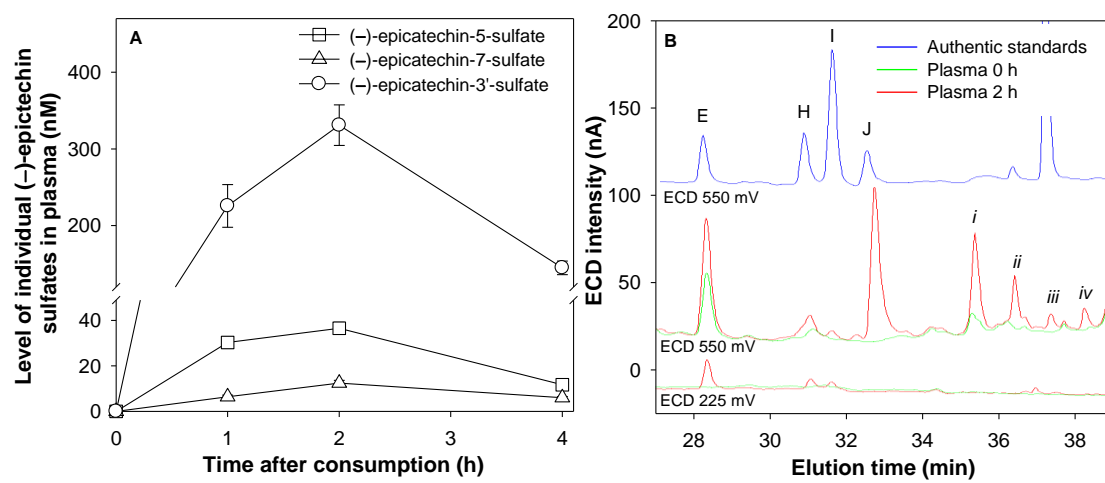 A
(–)-epicatechin-5-sulfate
(–)-epicatechin-7-sulfate
(–)-epicatechin-3'-sulfate
Level of individual (–)-epictechin
sulfates in plasma (nM)
400
300
200
40
20
0
0 1 2 3 4
Time after consumption (h)
B
Authentic standards
Plasma 0 h
Plasma 2 h
E
H
I
J
ECD 550 mV
i
ii
iii
iv
ECD 550 mV
ECD 225 mV
ECD intensity (nA)
200
150
100
50
0
28 30 32 34 36 38
Elution time (min)